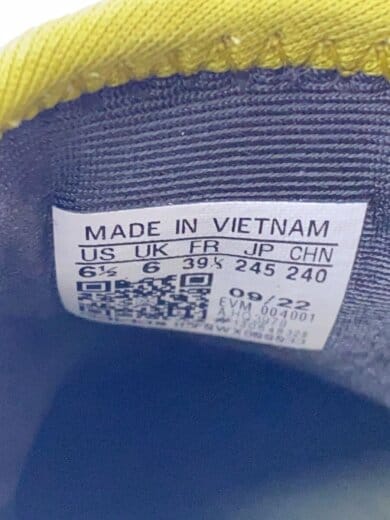 MADE IN VIETNAM
US UK FR JP CHN
6½ 6 39⅓ 245 240
09/22
EVM 004001